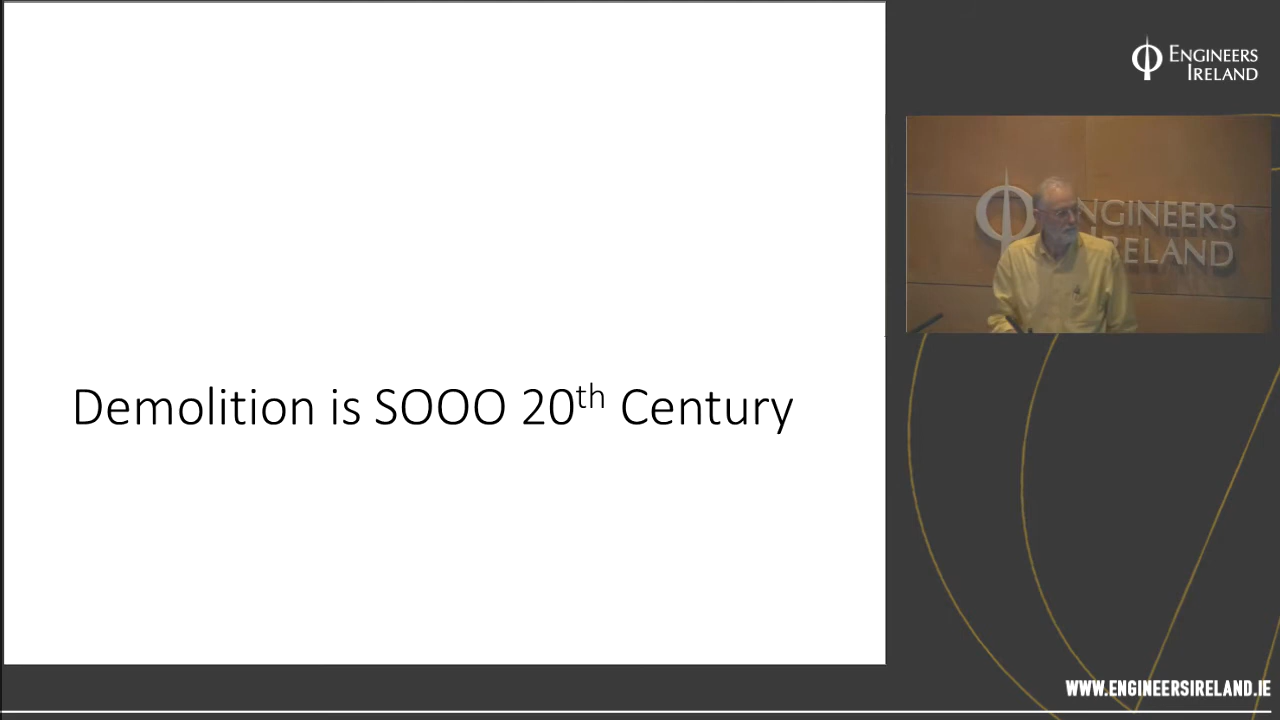 Demolition is SOOO 20th Century
ENGINEERS
IRELAND
ENGINEERS
IRELAND
WWW.ENGINEERSIRELAND.IE